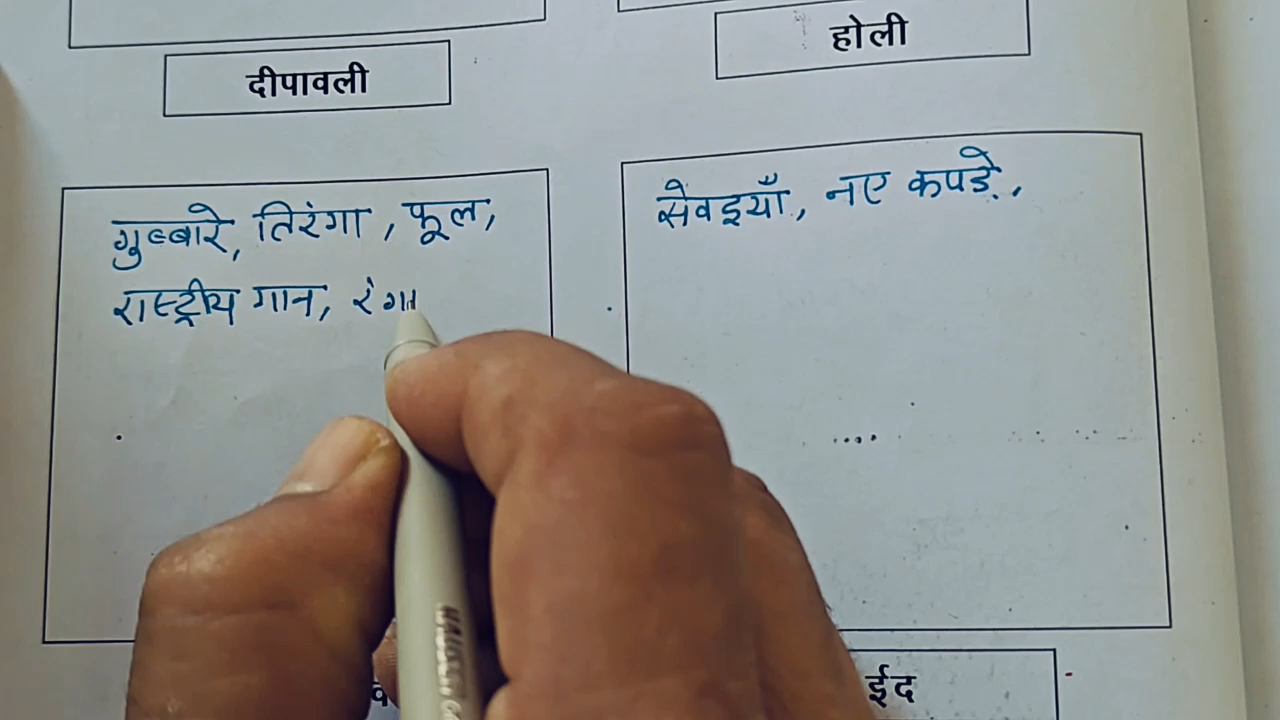 दीपावली
होली
गुब्बारे, तिरंगा, फूल,
रास्ट्रीय गान, रंगा
सेवइयाँ, नए कपड़े,
ईद